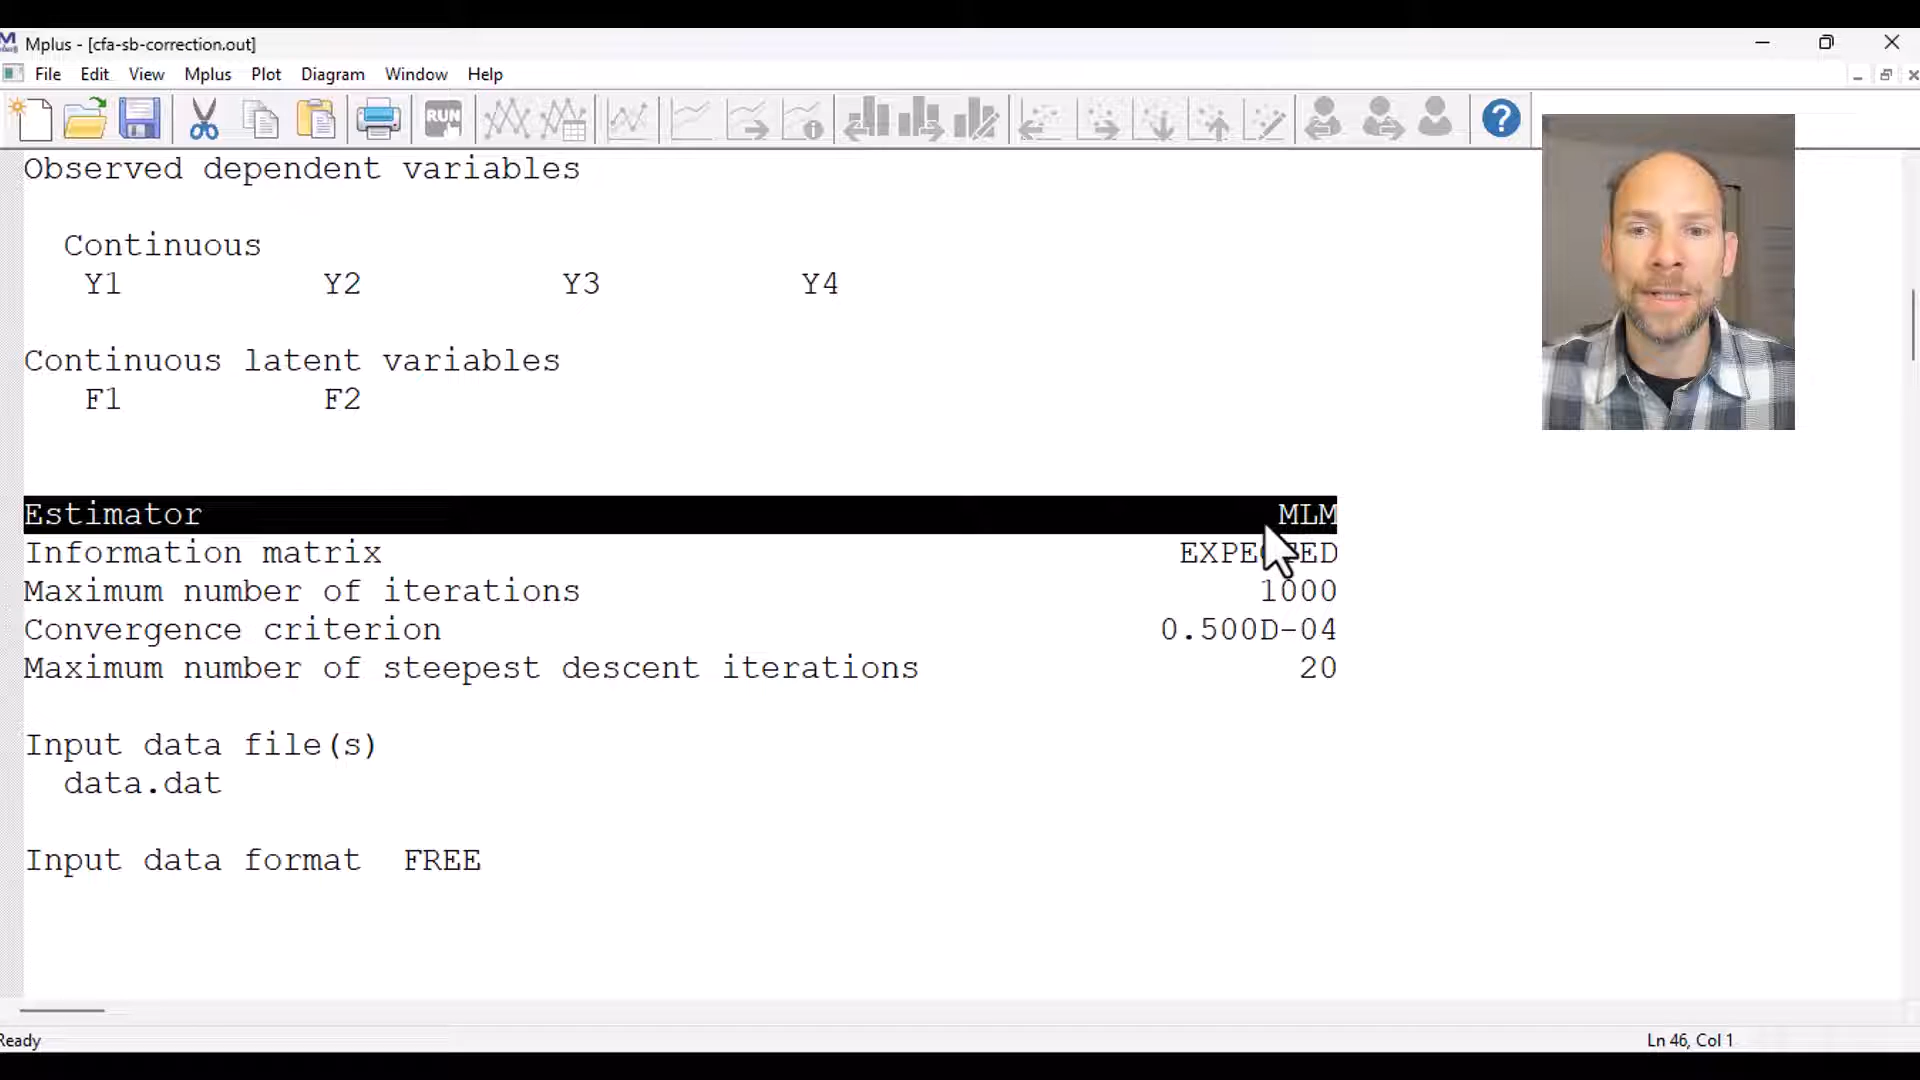 Mplus - [cfa-sb-correction.out]
File Edit View Mplus Plot Diagram Window Help
RUN
Observed dependent variables
Continuous
Y1 Y2 Y3 Y4
Continuous latent variables
F1 F2
Estimator MLM
Information matrix
Maximum number of iterations 1000
Convergence criterion 0.500D-04
Maximum number of steepest descent iterations 20
Input data file(s)
data.dat
Input data format FREE
Ready
Ln 46, Col 1